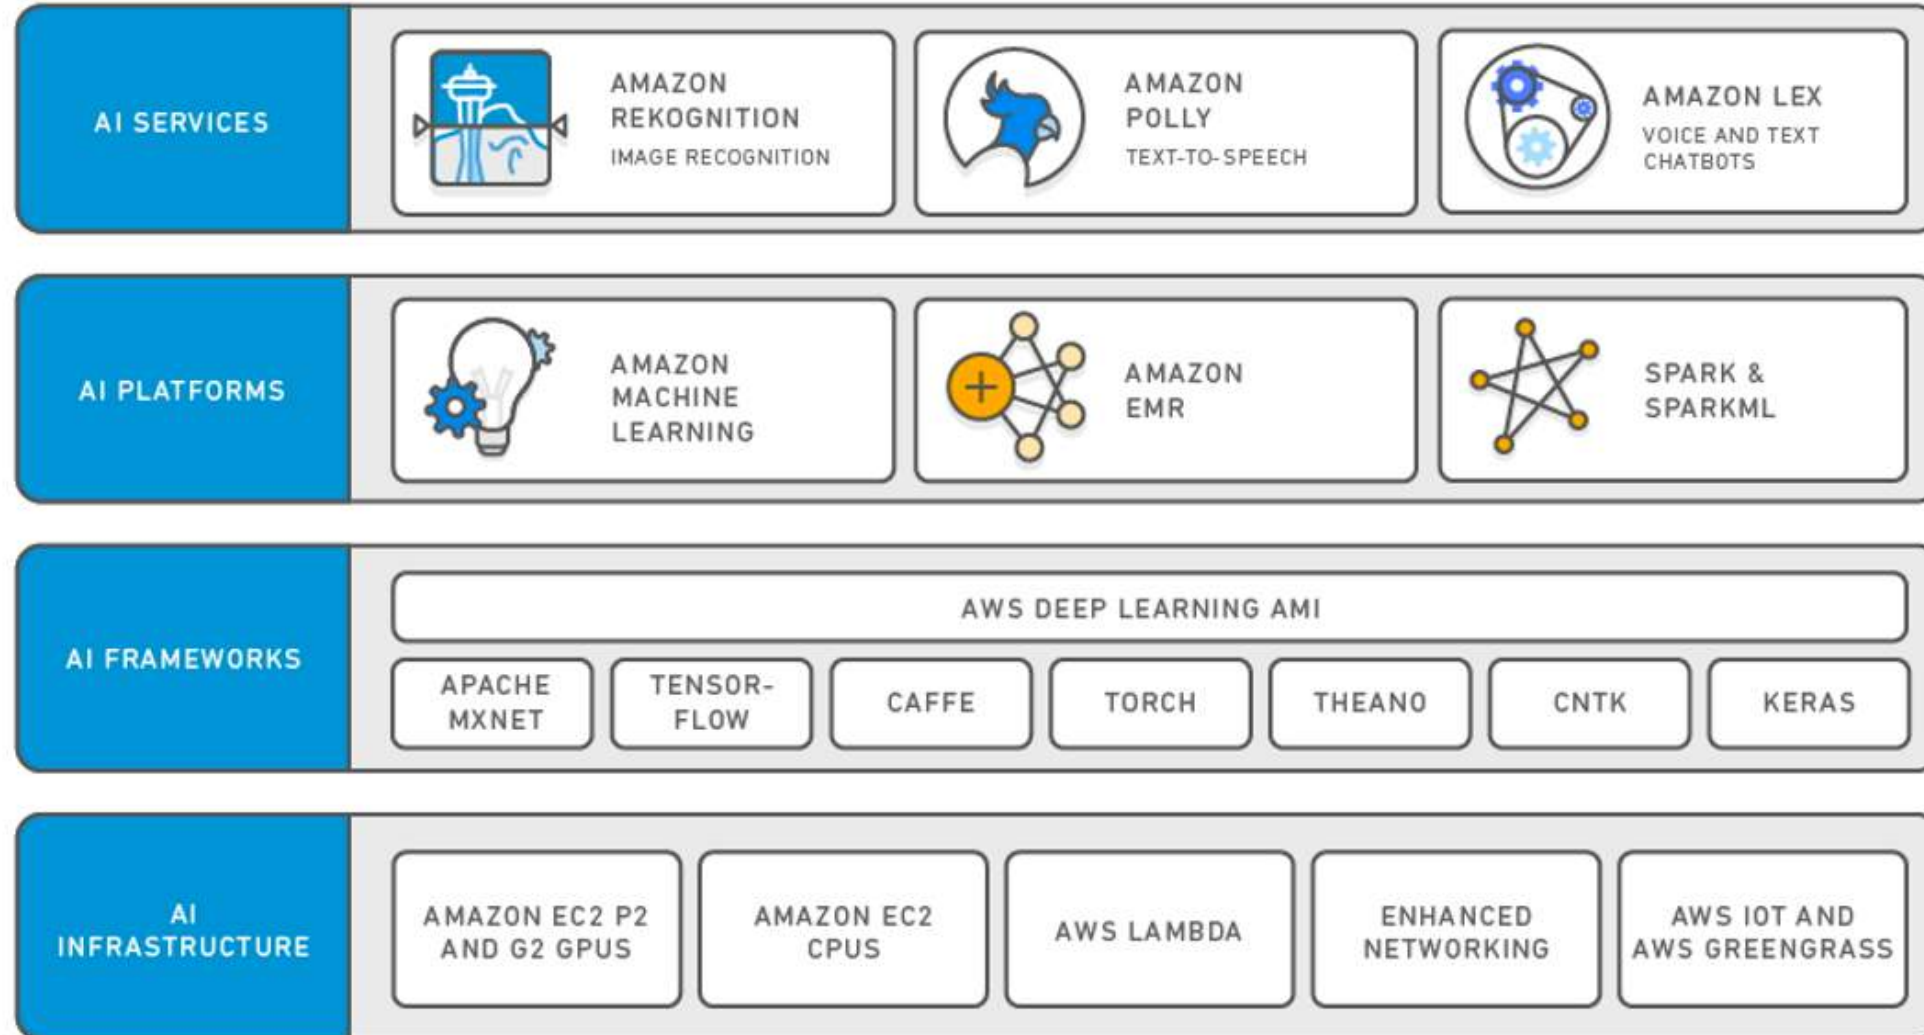 AI SERVICES
AMAZON
REKOGNITION
IMAGE RECOGNITION
AMAZON
POLLY
TEXT-TO-SPEECH
AMAZON LEX
VOICE AND TEXT
CHATBOTS
AI PLATFORMS
AMAZON
MACHINE
LEARNING
AMAZON
EMR
SPARK &
SPARKML
AI FRAMEWORKS
AWS DEEP LEARNING AMI
APACHE
MXNET
TENSOR-
FLOW
CAFFE
TORCH
THEANO
CNTK
KERAS
AI
INFRASTRUCTURE
AMAZON EC2 P2
AND G2 GPUS
AMAZON EC2
CPUS
AWS LAMBDA
ENHANCED
NETWORKING
AWS IOT AND
AWS GREENGRASS